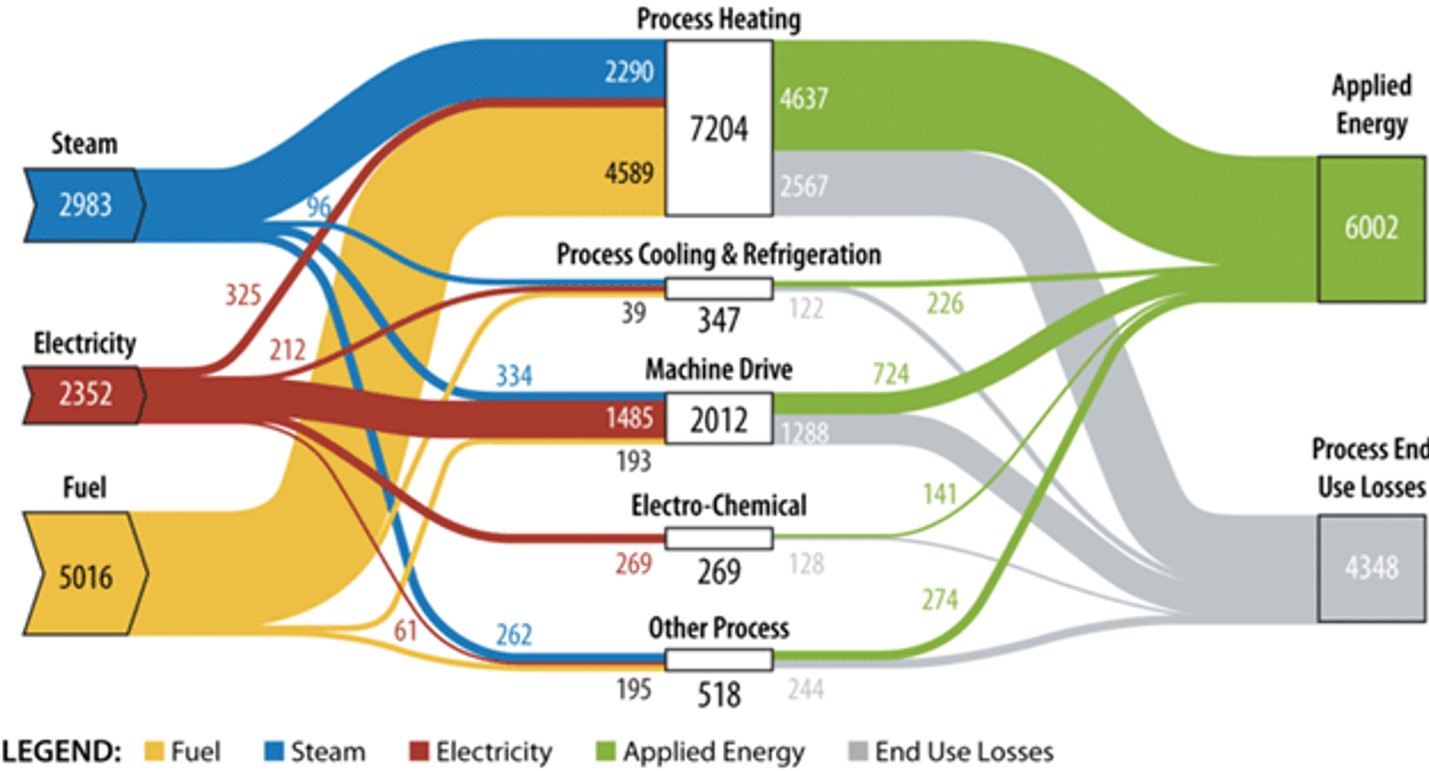 Process Heating
Applied
Energy
2290
4637
7204
Steam
4589
2567
2983
96
6002
Process Cooling & Refrigeration
325
39
347
122
226
Electricity
212
Machine Drive
334
724
2352
1485
2012
1288
193
Process End
Use Losses
Fuel
Electro-Chemical
141
5016
269
269
128
4348
274
61
262
Other Process
195
518
244
LEGEND: Fuel Steam Electricity Applied Energy End Use Losses